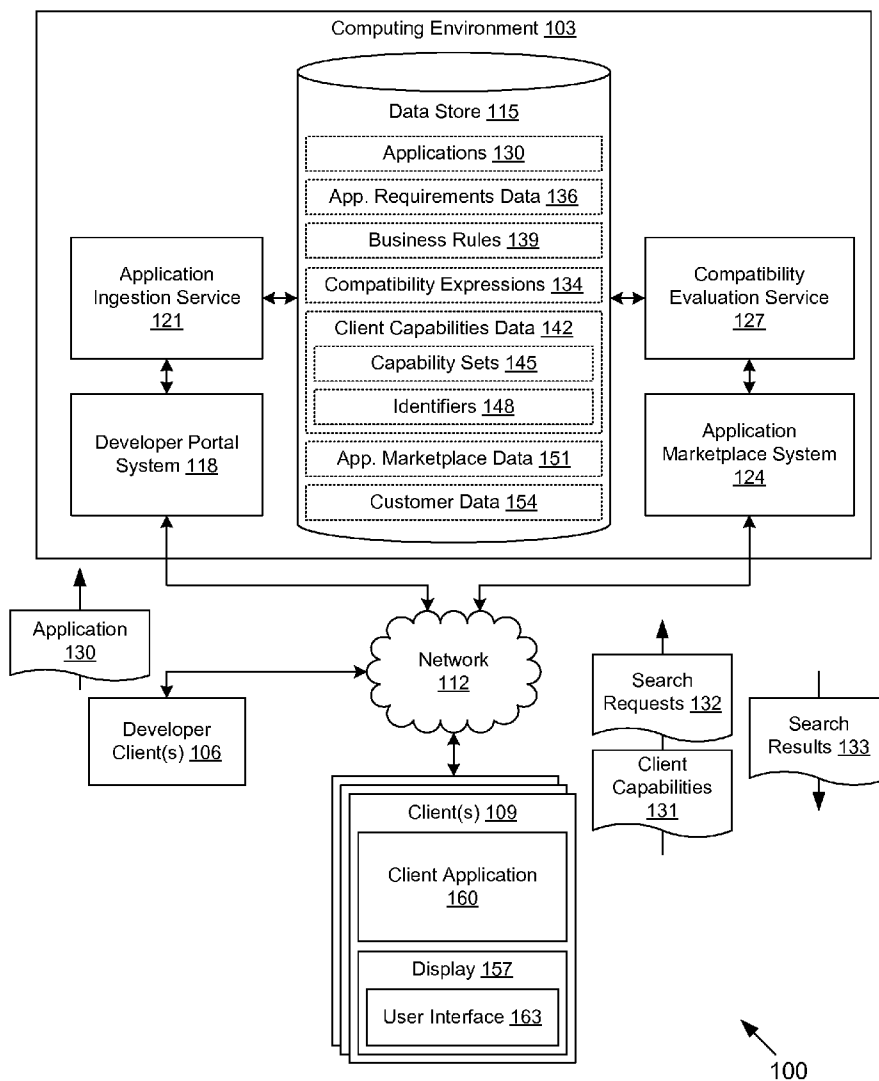 Computing Environment 103
Data Store 115
Applications 130
App. Requirements Data 136
Business Rules 139
Compatibility Expressions 134
Client Capabilities Data 142
Capability Sets 145
Identifiers 148
App. Marketplace Data 151
Customer Data 154
Application
Ingestion Service
121
Developer Portal
System 118
Compatibility
Evaluation Service
127
Application
Marketplace System
124
Application
130
Network
112
Developer
Client(s) 106
Search
Requests 132
Client
Capabilities
131
Search
Results 133
Client(s) 109
Client Application
160
Display 157
User Interface 163
100